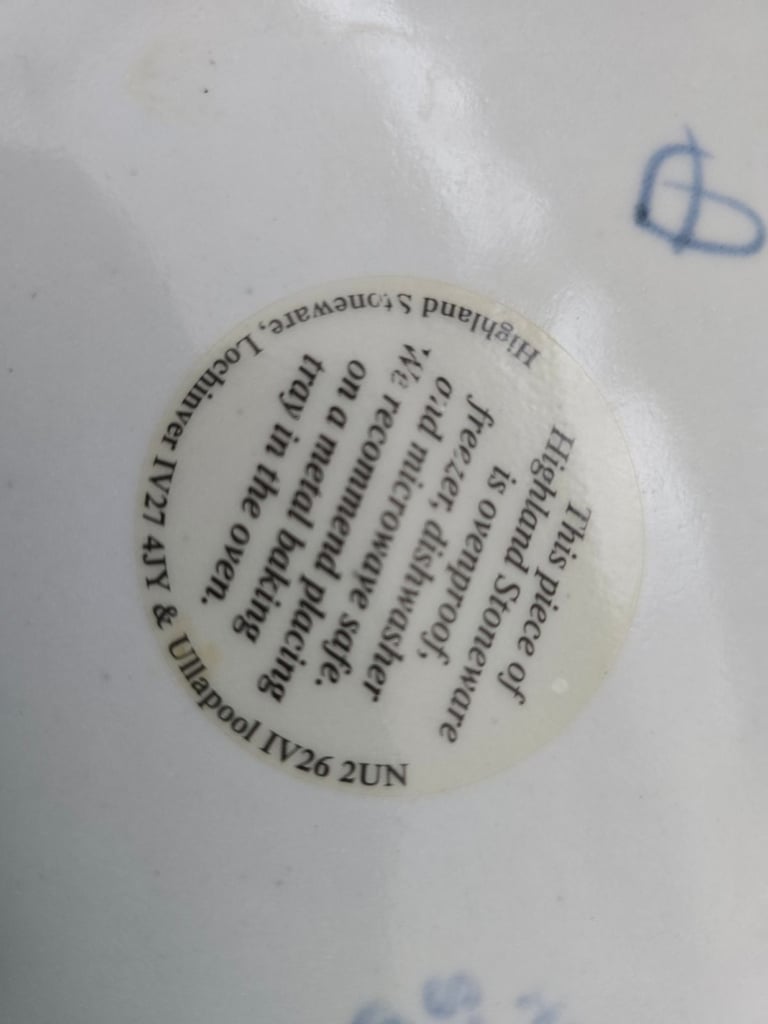 This piece of
Highland Stoneware
is ovenproof,
freezer, dishwasher
and microwave safe.
We recommend placing
on a metal baking
tray in the oven.
Highland Stoneware, Lochinver IV27 4JY & Ullapool IV26 2UN